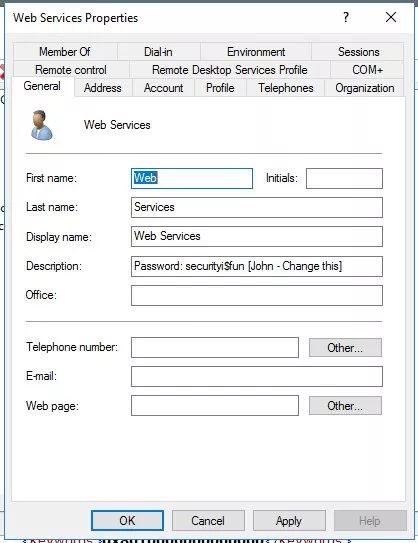 Web Services Properties
?
Member Of Dial-in Environment Sessions
Remote control Remote Desktop Services Profile COM+
General Address Account Profile Telephones Organization
Web Services
First name: Web Initials:
Last name: Services
Display name: Web Services
Description: Password: securityi$fun [John - Change this]
Office:
Telephone number: Other...
E-mail:
Web page: Other...
OK Cancel Apply Help